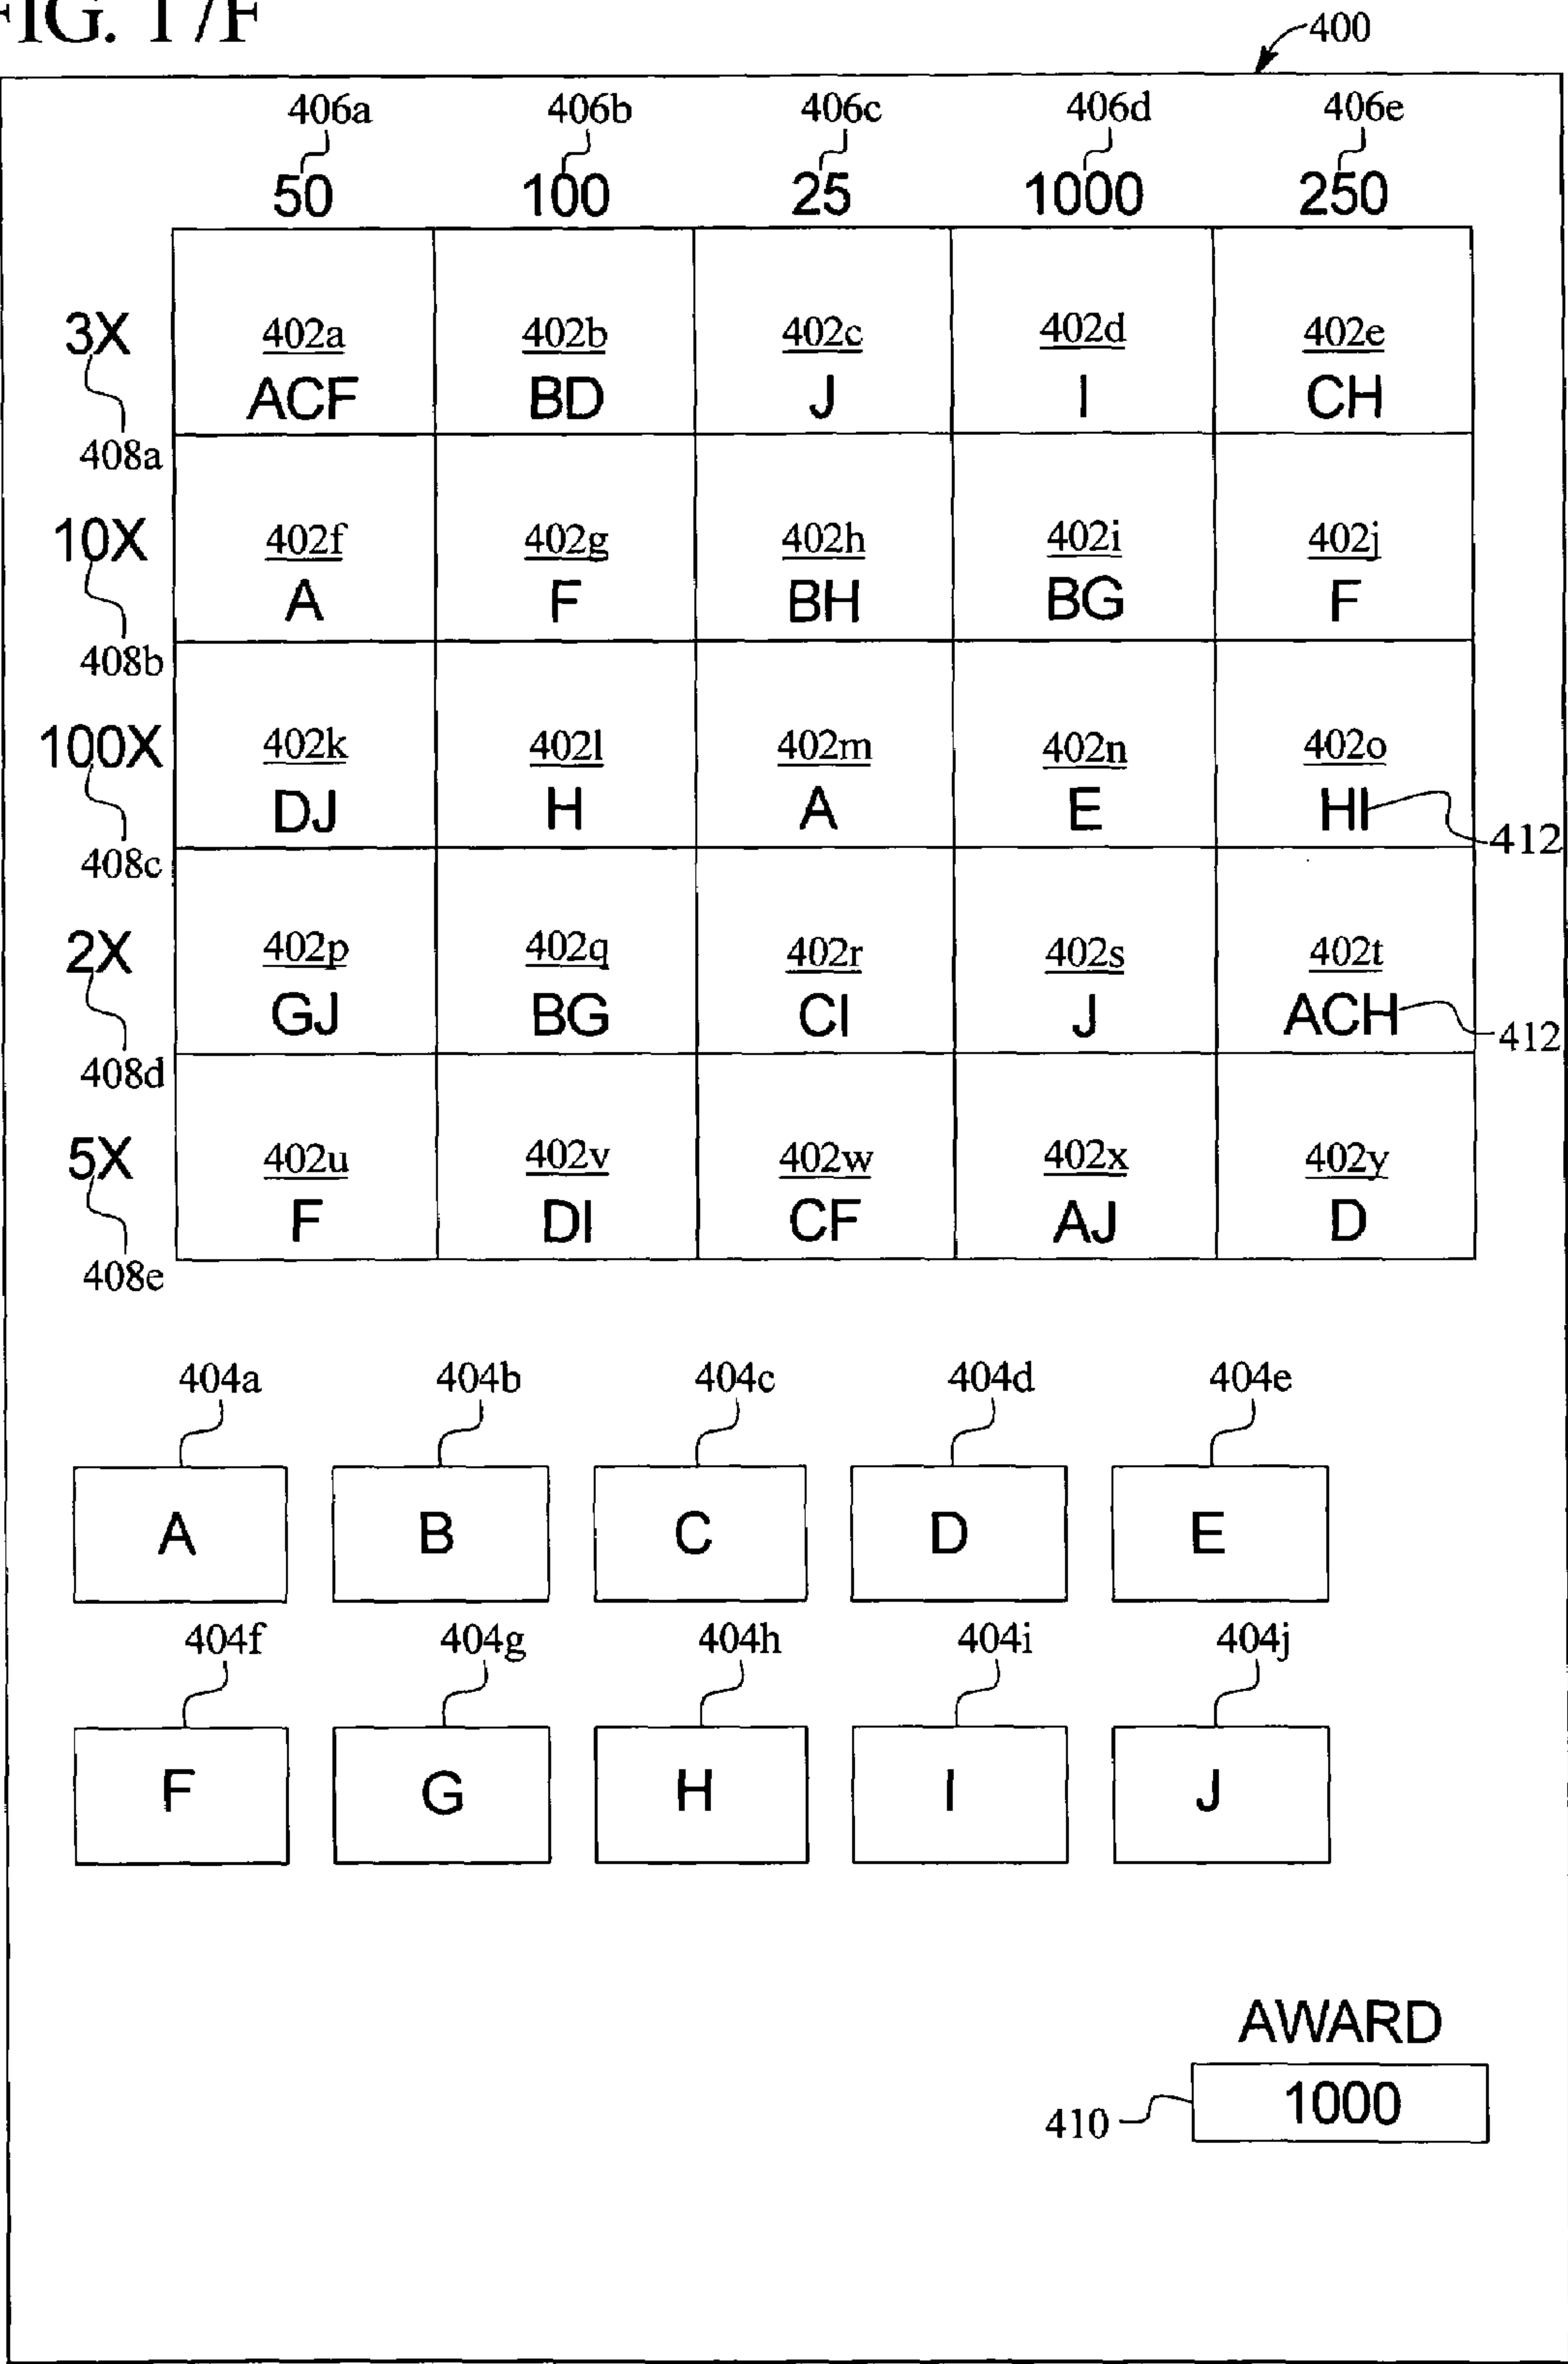 FIG. 17F
400
406a 406b 406c 406d 406e
50 100 25 1000 250
3X 402a 402b 402c 402d 402e
ACF BD J I CH
408a
10X 402f 402g 402h 402i 402j
A F BH BG F
408b
100X 402k 402l 402m 402n 402o
DJ H A E HI 412
408c
2X 402p 402q 402r 402s 402t
GJ BG CI J ACH 412
408d
5X 402u 402v 402w 402x 402y
F DI CF AJ D
408e
404a 404b 404c 404d 404e
A B C D E
404f 404g 404h 404i 404j
F G H I J
AWARD
410 1000